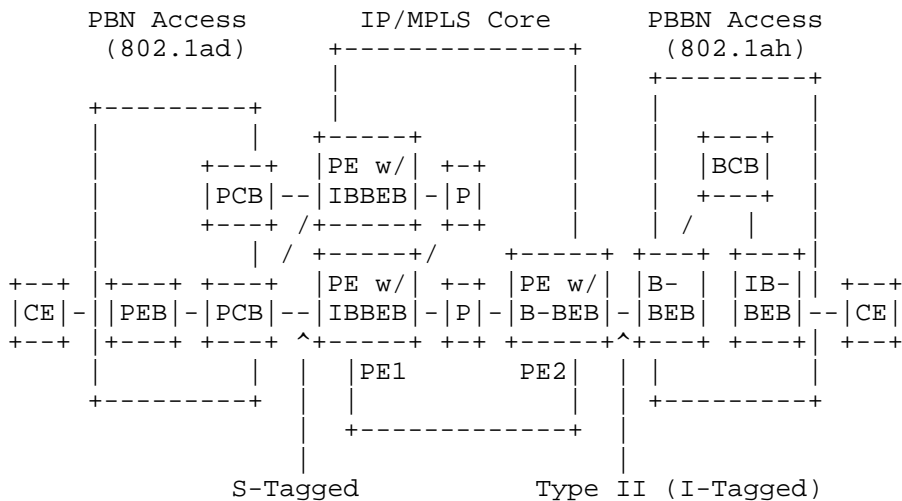 PBN Access IP/MPLS Core PBBN Access
(802.1ad) (802.1ah)
PE w/
PCB IBBEB P BCB
PE w/ PE w/ B- IB-
CE PEB PCB IBBEB P B-BEB BEB BEB CE
PE1 PE2
S-Tagged Type II (I-Tagged)